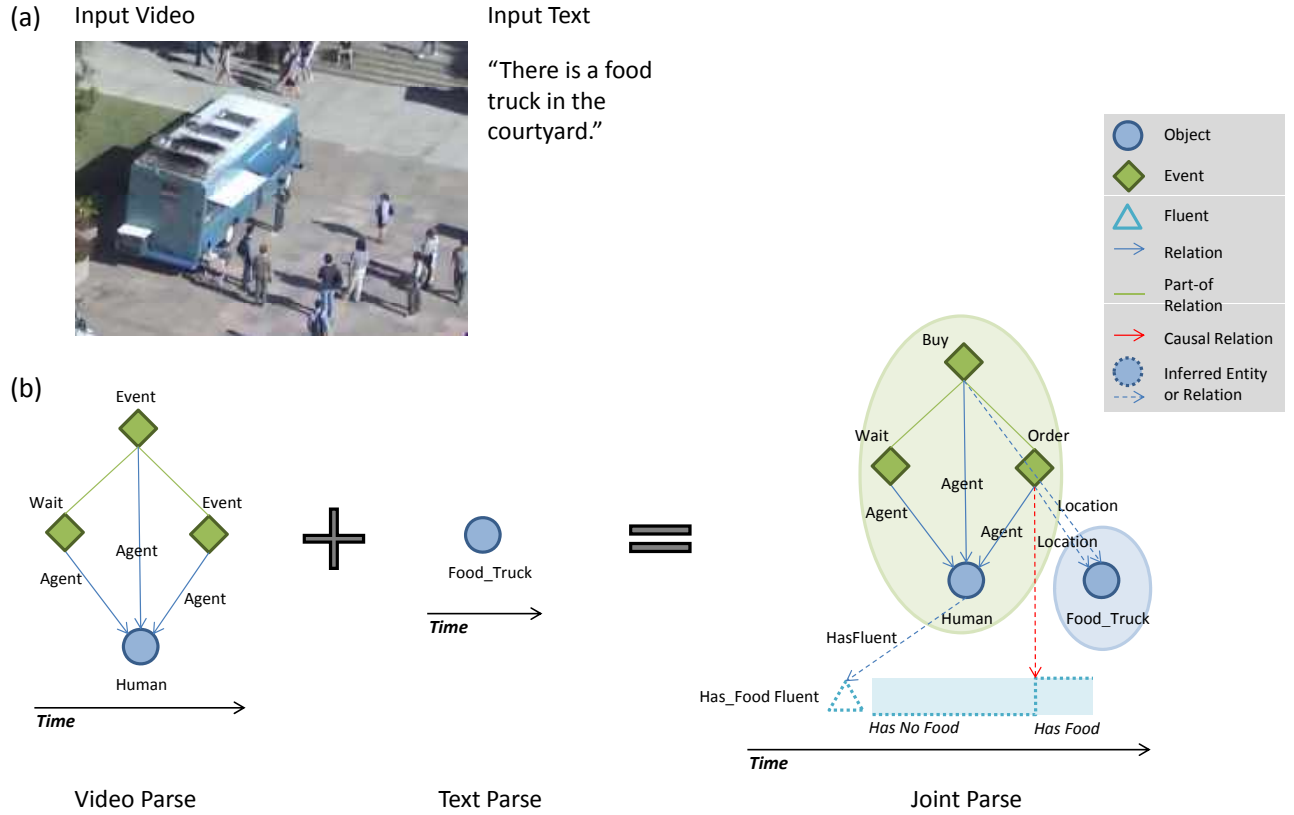 (a)
Input Video
Input Text
“There is a food
truck in the
courtyard.”
Object
Event
Fluent
Relation
Part-of
Relation
Causal Relation
Inferred Entity
or Relation
(b)
Event
Wait
Event
Agent
Agent
Agent
Human
Time
Food_Truck
Time
Buy
Wait
Order
Agent
Agent
Agent
Location
Location
Human
Food_Truck
HasFluent
Has_Food Fluent
Has No Food
Has Food
Time
Video Parse
Text Parse
Joint Parse